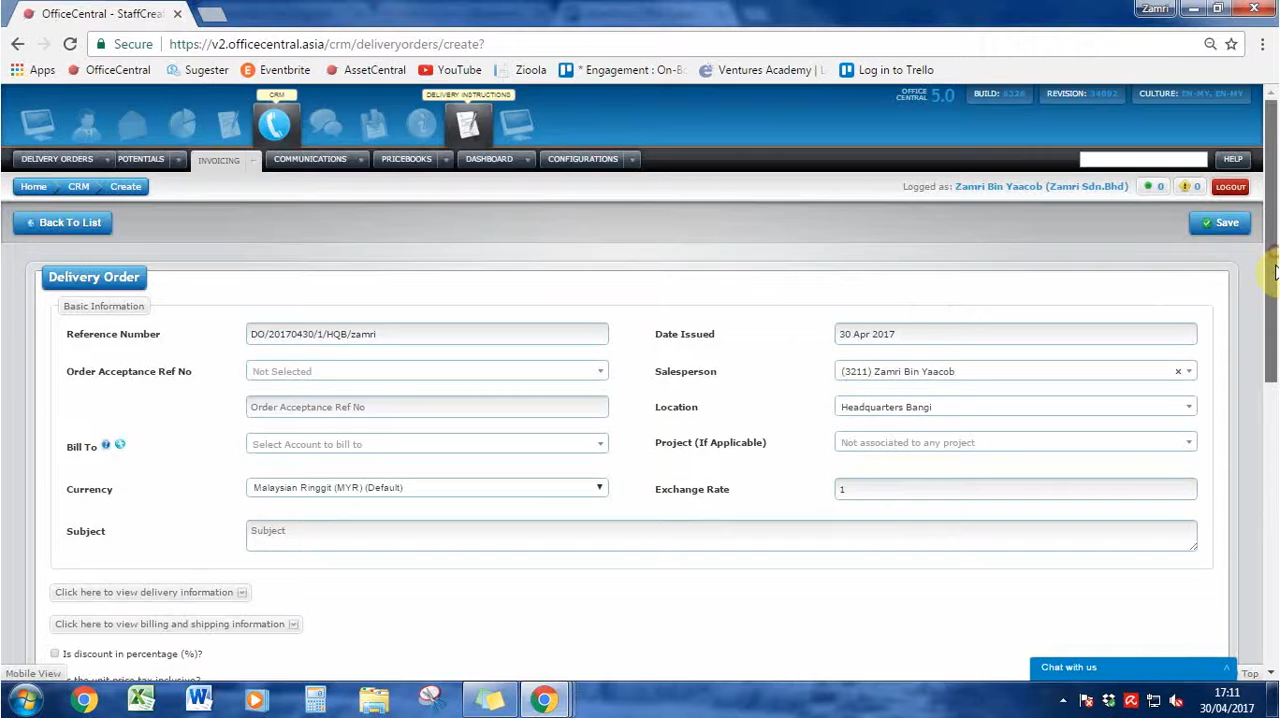 OfficeCentral - StaffCrea
Zamri
Secure https://v2.officecentral.asia/crm/deliveryorders/create?
Apps OfficeCentral Sugester Eventbrite AssetCentral YouTube Zioola * Engagement : On-B Ventures Academy | L Log in to Trello
CRM DELIVERY INSTRUCTIONS
OFFICE CENTRAL 5.0 BUILD: 8326 REVISION: 34692 CULTURE: EN-MY, EN-MY
DELIVERY ORDERS POTENTIALS INVOICING COMMUNICATIONS PRICEBOOKS DASHBOARD CONFIGURATIONS HELP
Home CRM Create Logged as: Zamri Bin Yaacob (Zamri Sdn.Bhd) 0 0 LOGOUT
Back To List Save
Delivery Order
Basic Information
Reference Number DO/20170430/1/HQB/zamri Date Issued 30 Apr 2017
Order Acceptance Ref No Not Selected Salesperson (3211) Zamri Bin Yaacob
Order Acceptance Ref No Location Headquarters Bangi
Bill To Select Account to bill to Project (If Applicable) Not associated to any project
Currency Malaysian Ringgit (MYR) (Default) Exchange Rate 1
Subject Subject
Click here to view delivery information
Click here to view billing and shipping information
Is discount in percentage (%)?
Is the unit price tax inclusive?
Mobile View Chat with us Top
17:11
30/04/2017